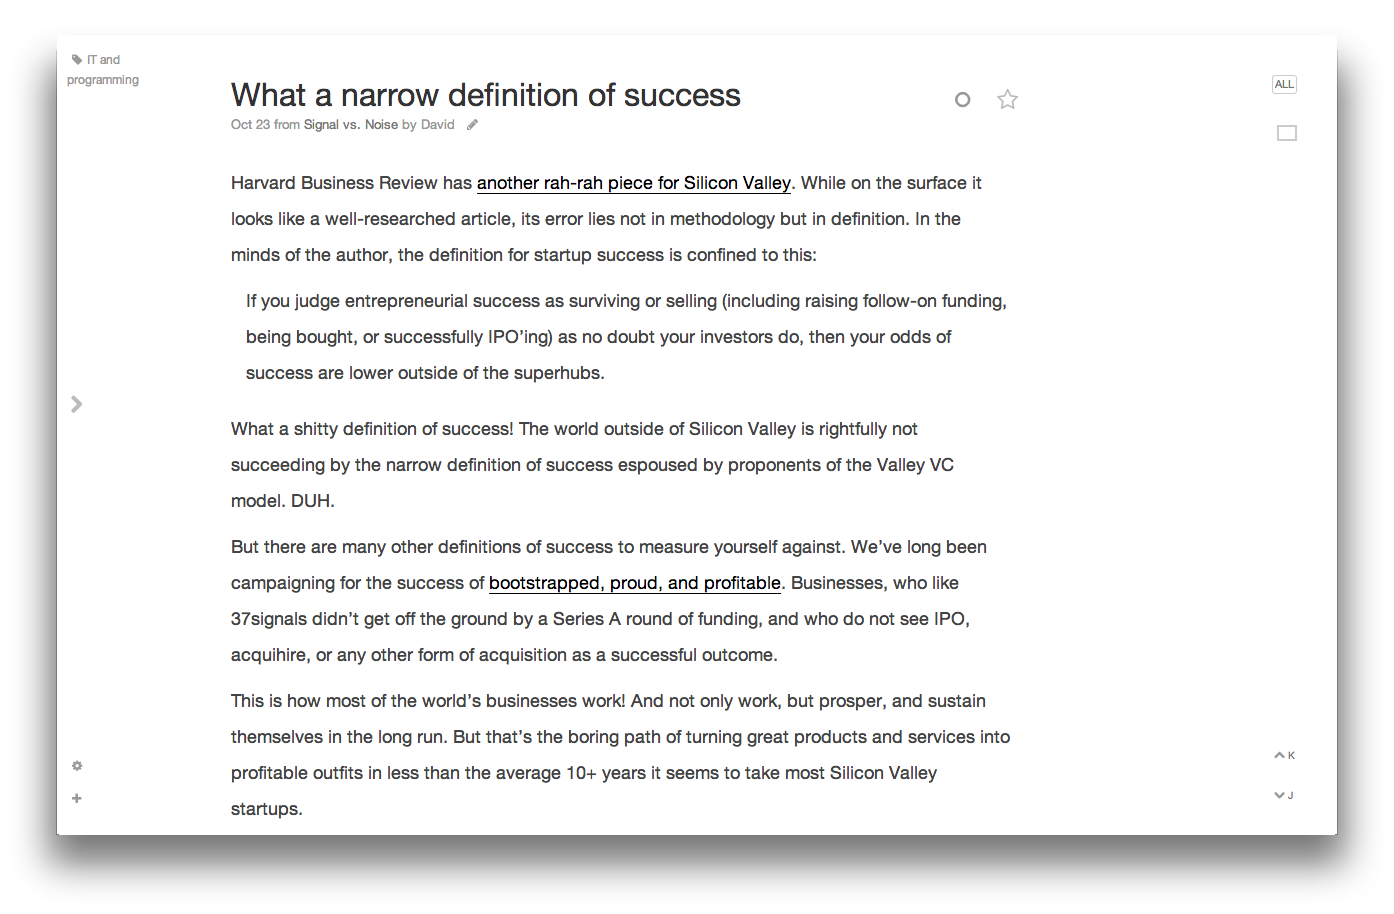 IT and
programming
What a narrow definition of success
Oct 23 from Signal vs. Noise by David
ALL
Harvard Business Review has another rah-rah piece for Silicon Valley. While on the surface it
looks like a well-researched article, its error lies not in methodology but in definition. In the
minds of the author, the definition for startup success is confined to this:
If you judge entrepreneurial success as surviving or selling (including raising follow-on funding,
being bought, or successfully IPO’ing) as no doubt your investors do, then your odds of
success are lower outside of the superhubs.
What a shitty definition of success! The world outside of Silicon Valley is rightfully not
succeeding by the narrow definition of success espoused by proponents of the Valley VC
model. DUH.
But there are many other definitions of success to measure yourself against. We’ve long been
campaigning for the success of bootstrapped, proud, and profitable. Businesses, who like
37signals didn’t get off the ground by a Series A round of funding, and who do not see IPO,
acquihire, or any other form of acquisition as a successful outcome.
This is how most of the world’s businesses work! And not only work, but prosper, and sustain
themselves in the long run. But that’s the boring path of turning great products and services into
profitable outfits in less than the average 10+ years it seems to take most Silicon Valley
startups.
K
J